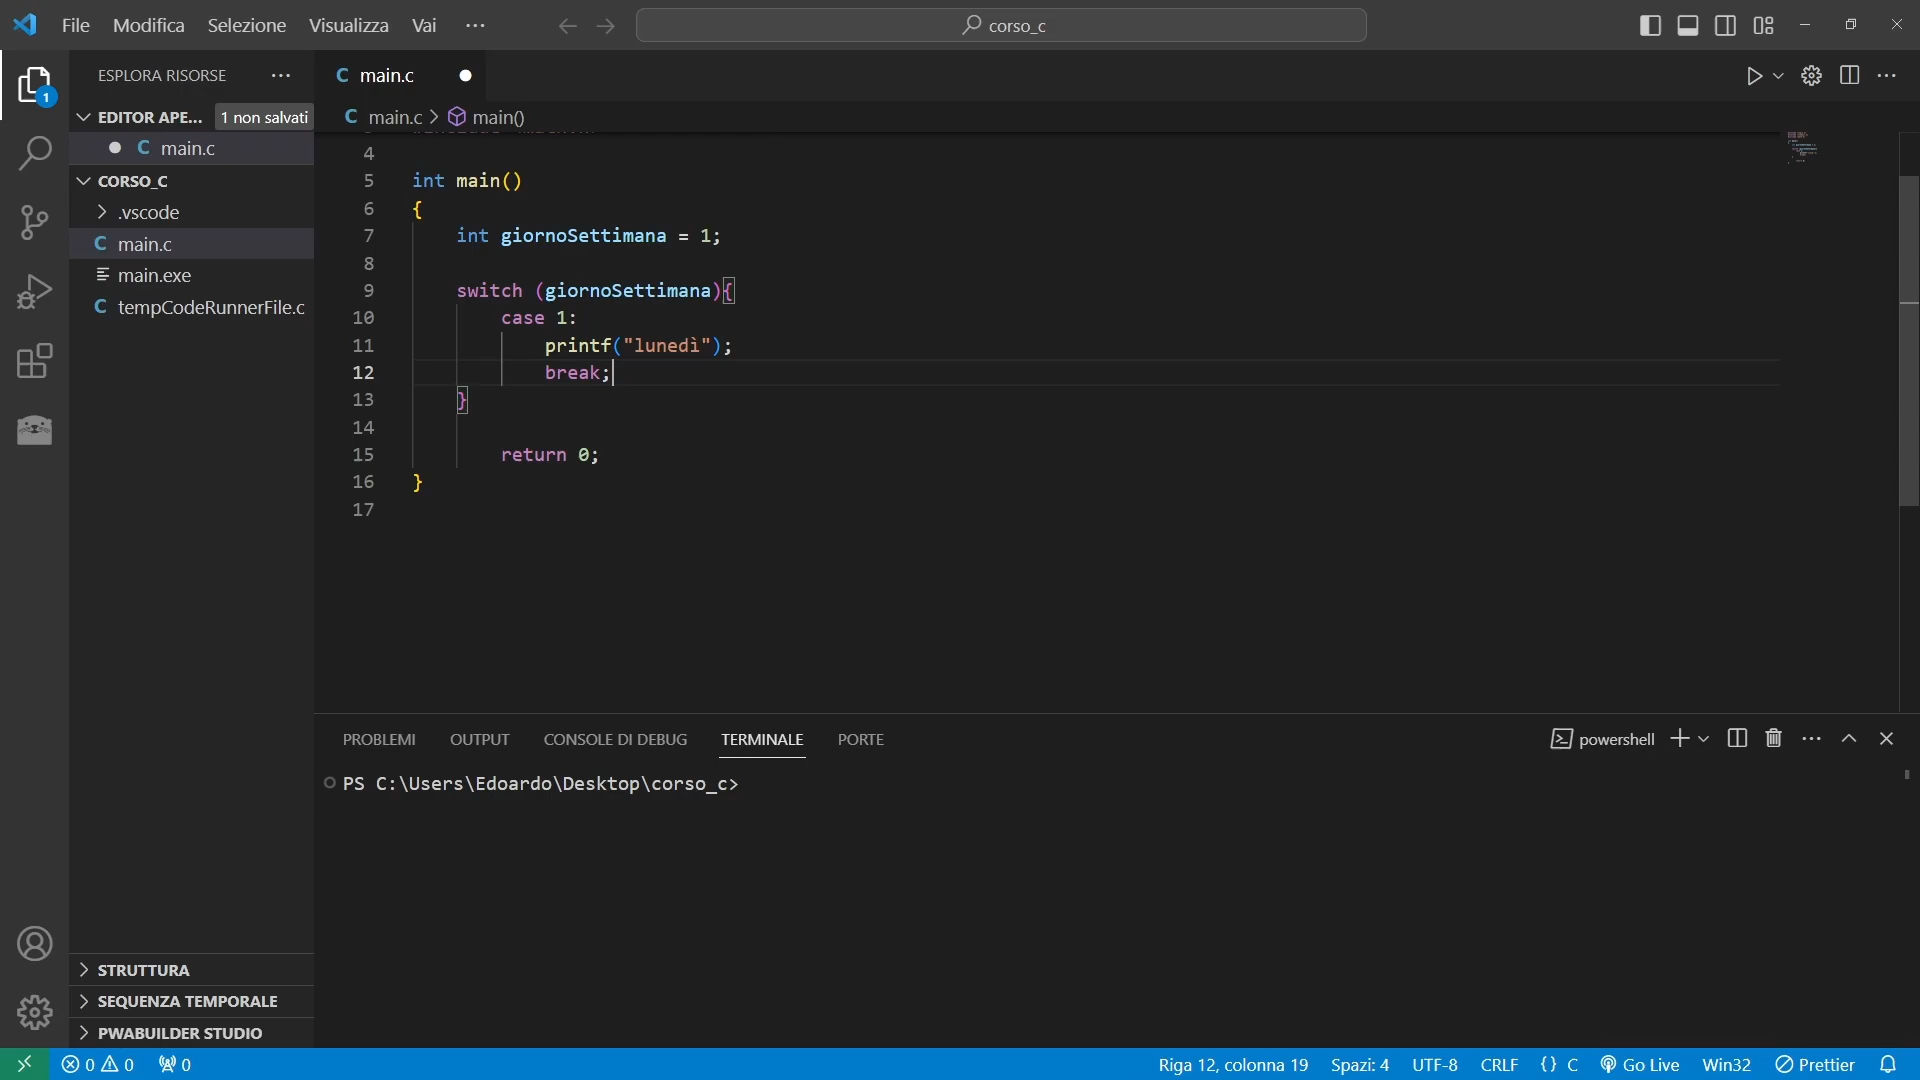 File Modifica Selezione Visualizza Vai ... corso_c
ESPLORA RISORSE ...
C main.c
1
EDITOR APE... 1 non salvati
C main.c > main()
C main.c
CORSO_C
.vscode
C main.c
main.exe
C tempCodeRunnerFile.c
4
5 int main()
6 {
7 int giornoSettimana = 1;
8
9 switch (giornoSettimana){
10 case 1:
11 printf("lunedì");
12 break;
13 }
14
15 return 0;
16 }
17
PROBLEMI OUTPUT CONSOLE DI DEBUG TERMINALE PORTE powershell
PS C:\Users\Edoardo\Desktop\corso_c>
STRUTTURA
SEQUENZA TEMPORALE
PWABUILDER STUDIO
0 0 0 Riga 12, colonna 19 Spazi: 4 UTF-8 CRLF {} C Go Live Win32 Prettier